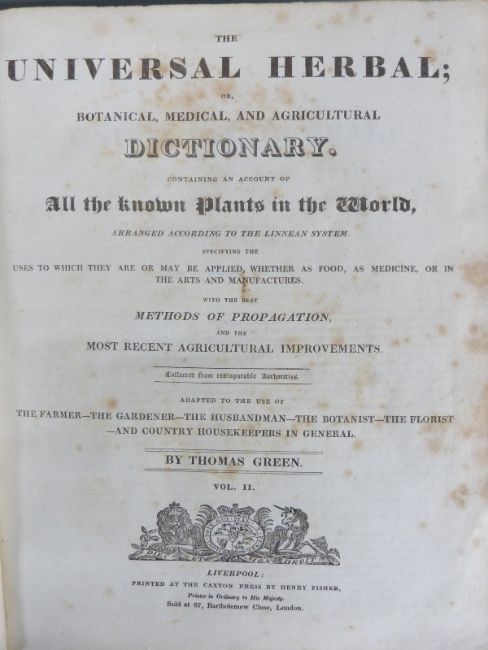 THE
UNIVERSAL HERBAL;
OR,
BOTANICAL, MEDICAL, AND AGRICULTURAL
DICTIONARY.
CONTAINING AN ACCOUNT OF
All the known Plants in the World,
ARRANGED ACCORDING TO THE LINNEAN SYSTEM.
SPECIFYING THE
USES TO WHICH THEY ARE OR MAY BE APPLIED, WHETHER AS FOOD, AS MEDICINE, OR IN
THE ARTS AND MANUFACTURES.
WITH THE BEST
METHODS OF PROPAGATION,
AND THE
MOST RECENT AGRICULTURAL IMPROVEMENTS.
Collected from indisputable Authorities.
ADAPTED TO THE USE OF
THE FARMER—THE GARDENER—THE HUSBANDMAN—THE BOTANIST—THE FLORIST
—AND COUNTRY HOUSEKEEPERS IN GENERAL.
BY THOMAS GREEN.
VOL. II.
DIEU ET MON DROIT
LIVERPOOL;
PRINTED AT THE CAXTON PRESS BY HENRY FISHER,
Printer in Ordinary to His Majesty.
Sold at 87, Bartholomew Close, London.